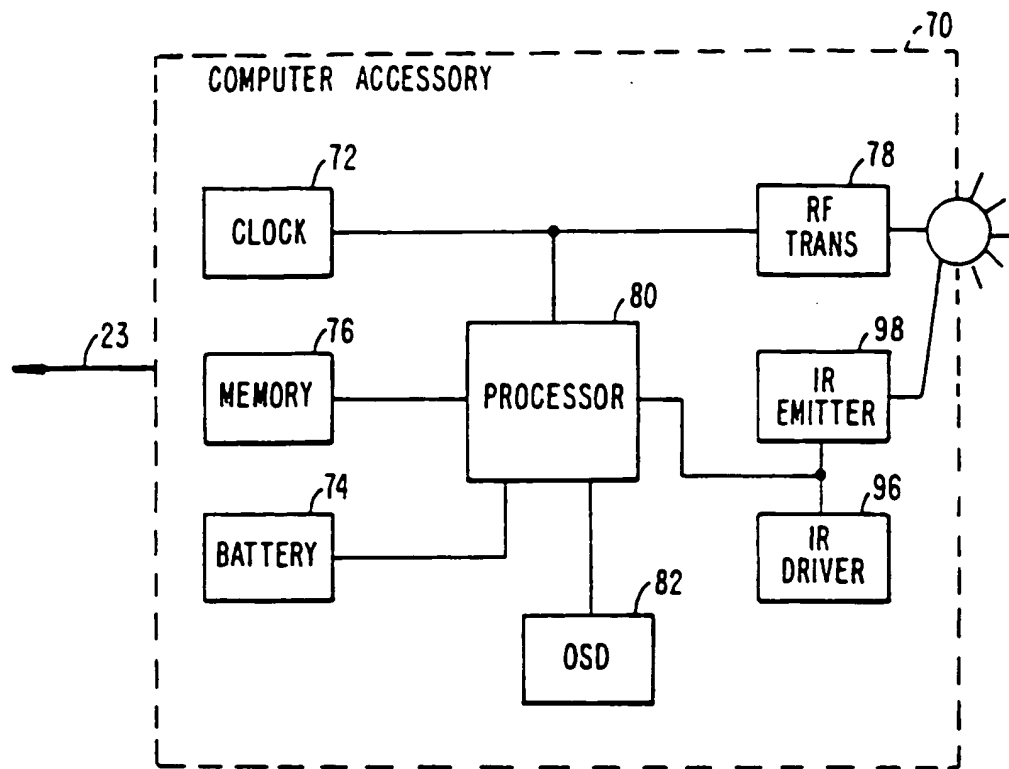 70
COMPUTER ACCESSORY
72
CLOCK
78
RF
TRANS
80
PROCESSOR
23
76
MEMORY
98
IR
EMITTER
74
BATTERY
96
IR
DRIVER
82
OSD